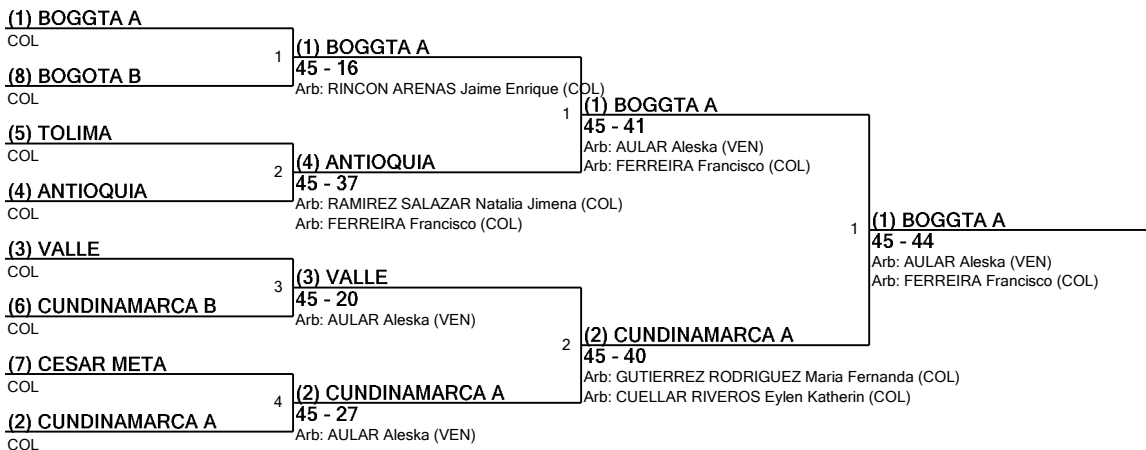 (1) BOGGTA A
COL
(8) BOGOTA B
COL
(5) TOLIMA
COL
(4) ANTIOQUIA
COL
(3) VALLE
COL
(6) CUNDINAMARCA B
COL
(7) CESAR META
COL
(2) CUNDINAMARCA A
COL
1
(1) BOGGTA A
45 - 16
Arb: RINCON ARENAS Jaime Enrique (COL)
2
(4) ANTIOQUIA
45 - 37
Arb: RAMIREZ SALAZAR Natalia Jimena (COL)
Arb: FERREIRA Francisco (COL)
3
(3) VALLE
45 - 20
Arb: AULAR Aleska (VEN)
4
(2) CUNDINAMARCA A
45 - 27
Arb: AULAR Aleska (VEN)
1
(1) BOGGTA A
45 - 41
Arb: AULAR Aleska (VEN)
Arb: FERREIRA Francisco (COL)
2
(2) CUNDINAMARCA A
45 - 40
Arb: GUTIERREZ RODRIGUEZ Maria Fernanda (COL)
Arb: CUELLAR RIVEROS Eylen Katherin (COL)
1
(1) BOGGTA A
45 - 44
Arb: AULAR Aleska (VEN)
Arb: FERREIRA Francisco (COL)